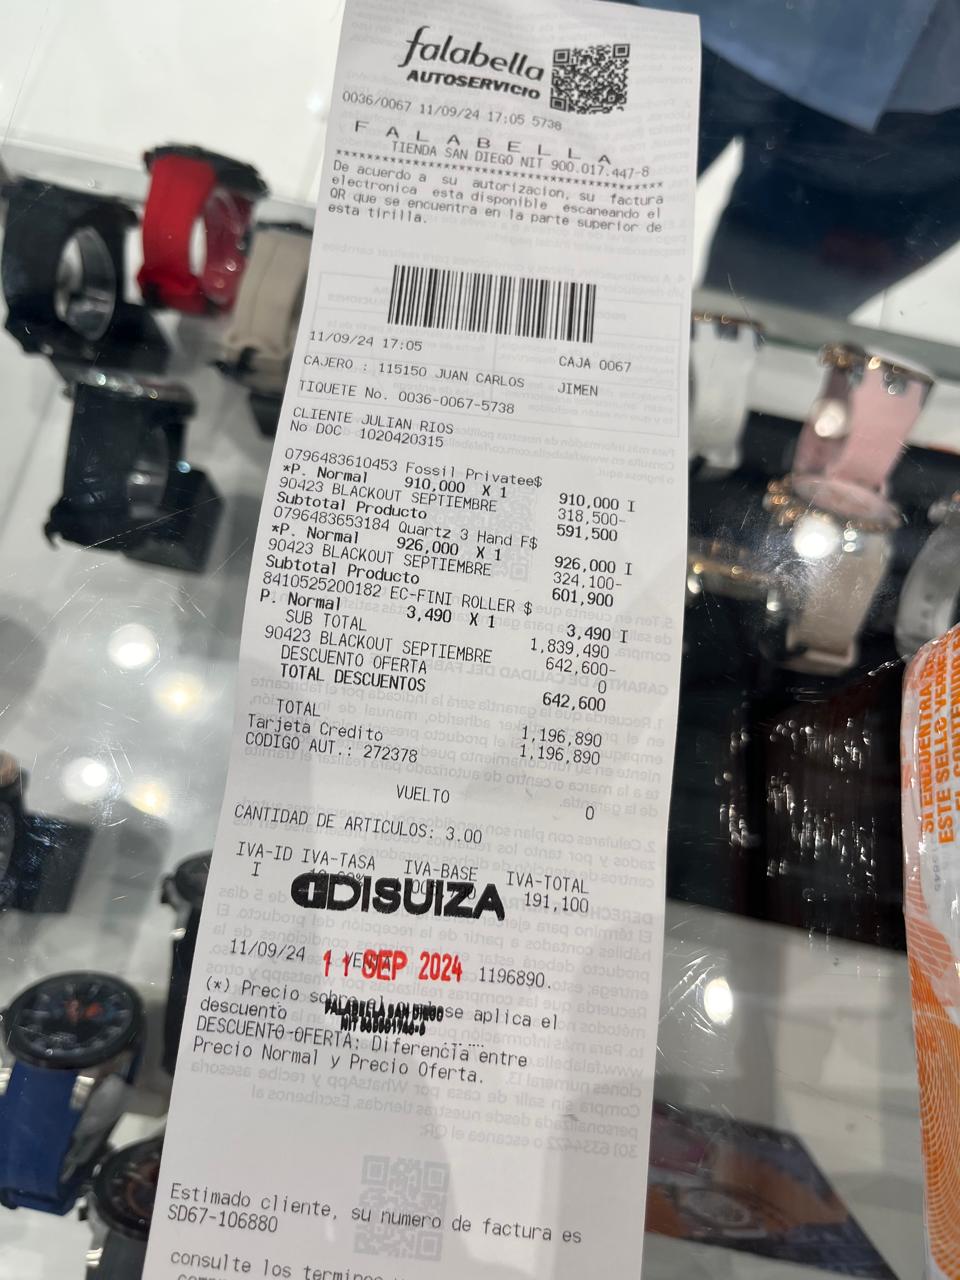 falabella
AUTOSERVICIO
0036/0067 11/09/24 17:05 5738
F A L A B E L L A
TIENDA SAN DIEGO NIT 900.017.447-8
****************************************
De acuerdo a su autorizacion, su factura
electronica esta disponible escaneando el
QR que se encuentra en la parte superior de
esta tirilla.
11/09/24 17:05 CAJA 0067
CAJERO : 115150 JUAN CARLOS JIMEN
TIQUETE No. 0036-0067-5738
CLIENTE JULIAN RIOS
No DOC 1020420315
0796483610453 Fossil Privatee$ 910,000 I
*P. Normal 910,000 X 1
90423 BLACKOUT SEPTIEMBRE 318,500-
Subtotal Producto 591,500
0796483653184 Quartz 3 Hand F$ 926,000 I
*P. Normal 926,000 X 1
90423 BLACKOUT SEPTIEMBRE 324,100-
Subtotal Producto 601,900
8410525200182 EC-FINI ROLLER $ 3,490 I
P. Normal 3,490 X 1
SUB TOTAL 1,839,490
90423 BLACKOUT SEPTIEMBRE 642,600-
DESCUENTO OFERTA 0
TOTAL DESCUENTOS 642,600
TOTAL 1,196,890
Tarjeta Credito 1,196,890
CODIGO AUT.: 272378
VUELTO 0
CANTIDAD DE ARTICULOS: 3.00
IVA-ID IVA-TASA IVA-BASE IVA-TOTAL
I 191,100
DISUIZA
11/09/24 1196890.
11 SEP 2024
(*) Precio sobre el se aplica el
descuento
FALABELLA SAN DIEGO
NIT
DESCUENTO-OFERTA: Diferencia entre
Precio Normal y Precio Oferta.
Estimado cliente, su numero de factura es
SD67-106880
consulte los terminos
SI ENCUENTRA
ESTE SELLO
EL CONTENIDO